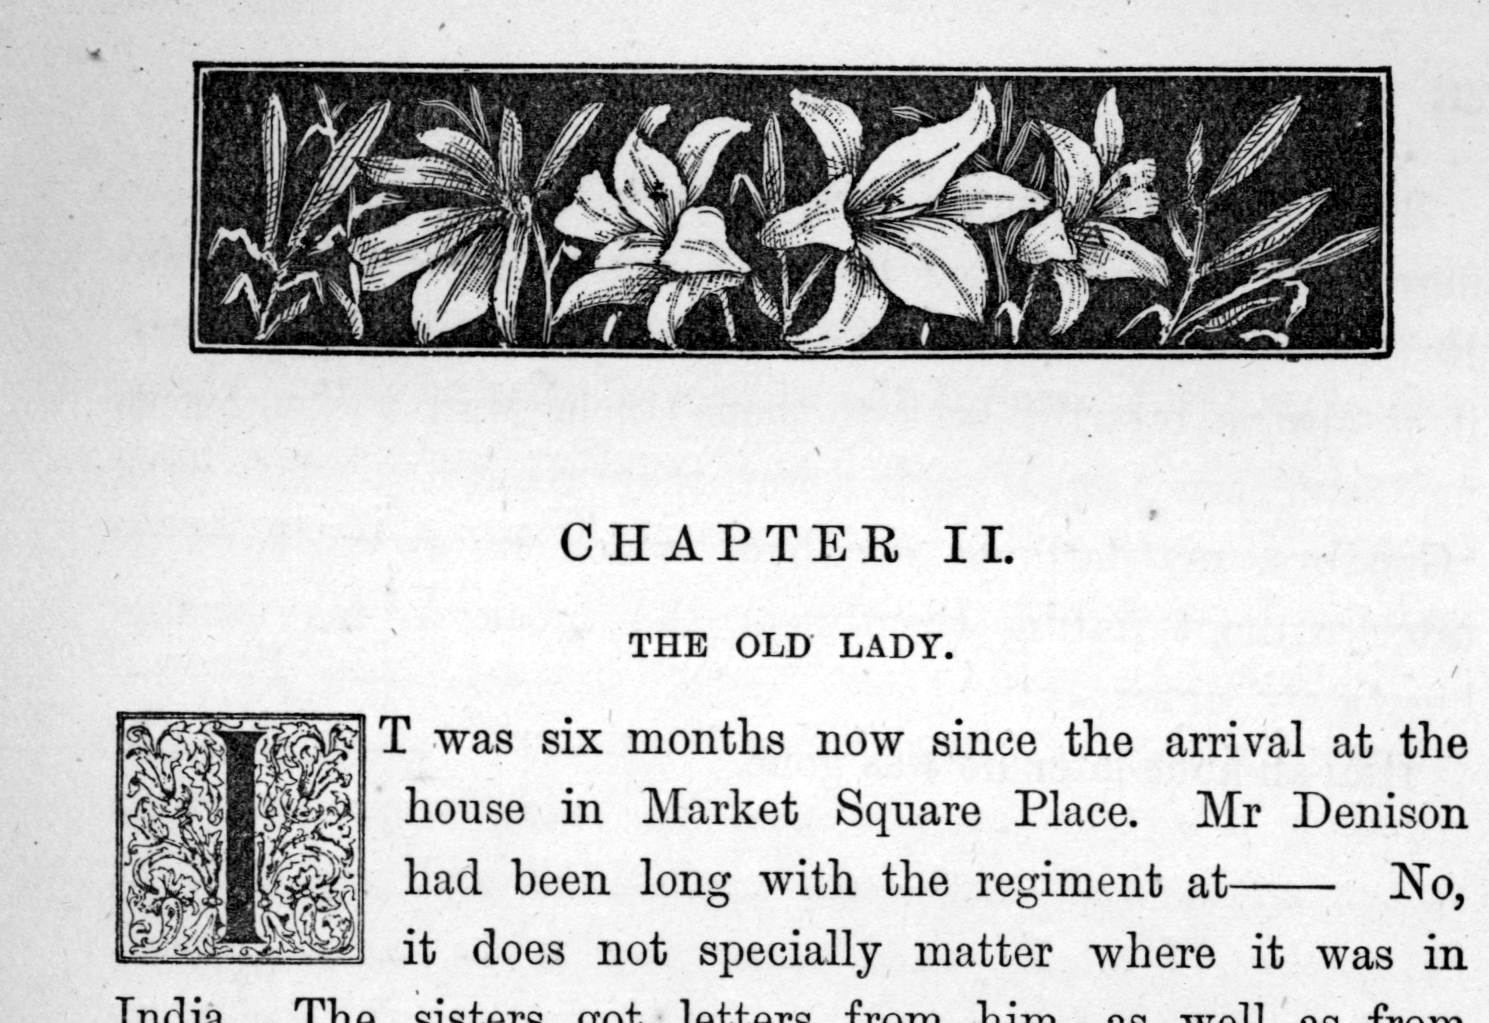 CHAPTER II.
THE OLD LADY.
IT was six months now since the arrival at the
house in Market Square Place. Mr Denison
had been long with the regiment at—— No,
it does not specially matter where it was in
India. The sisters got letters from him, as well as from